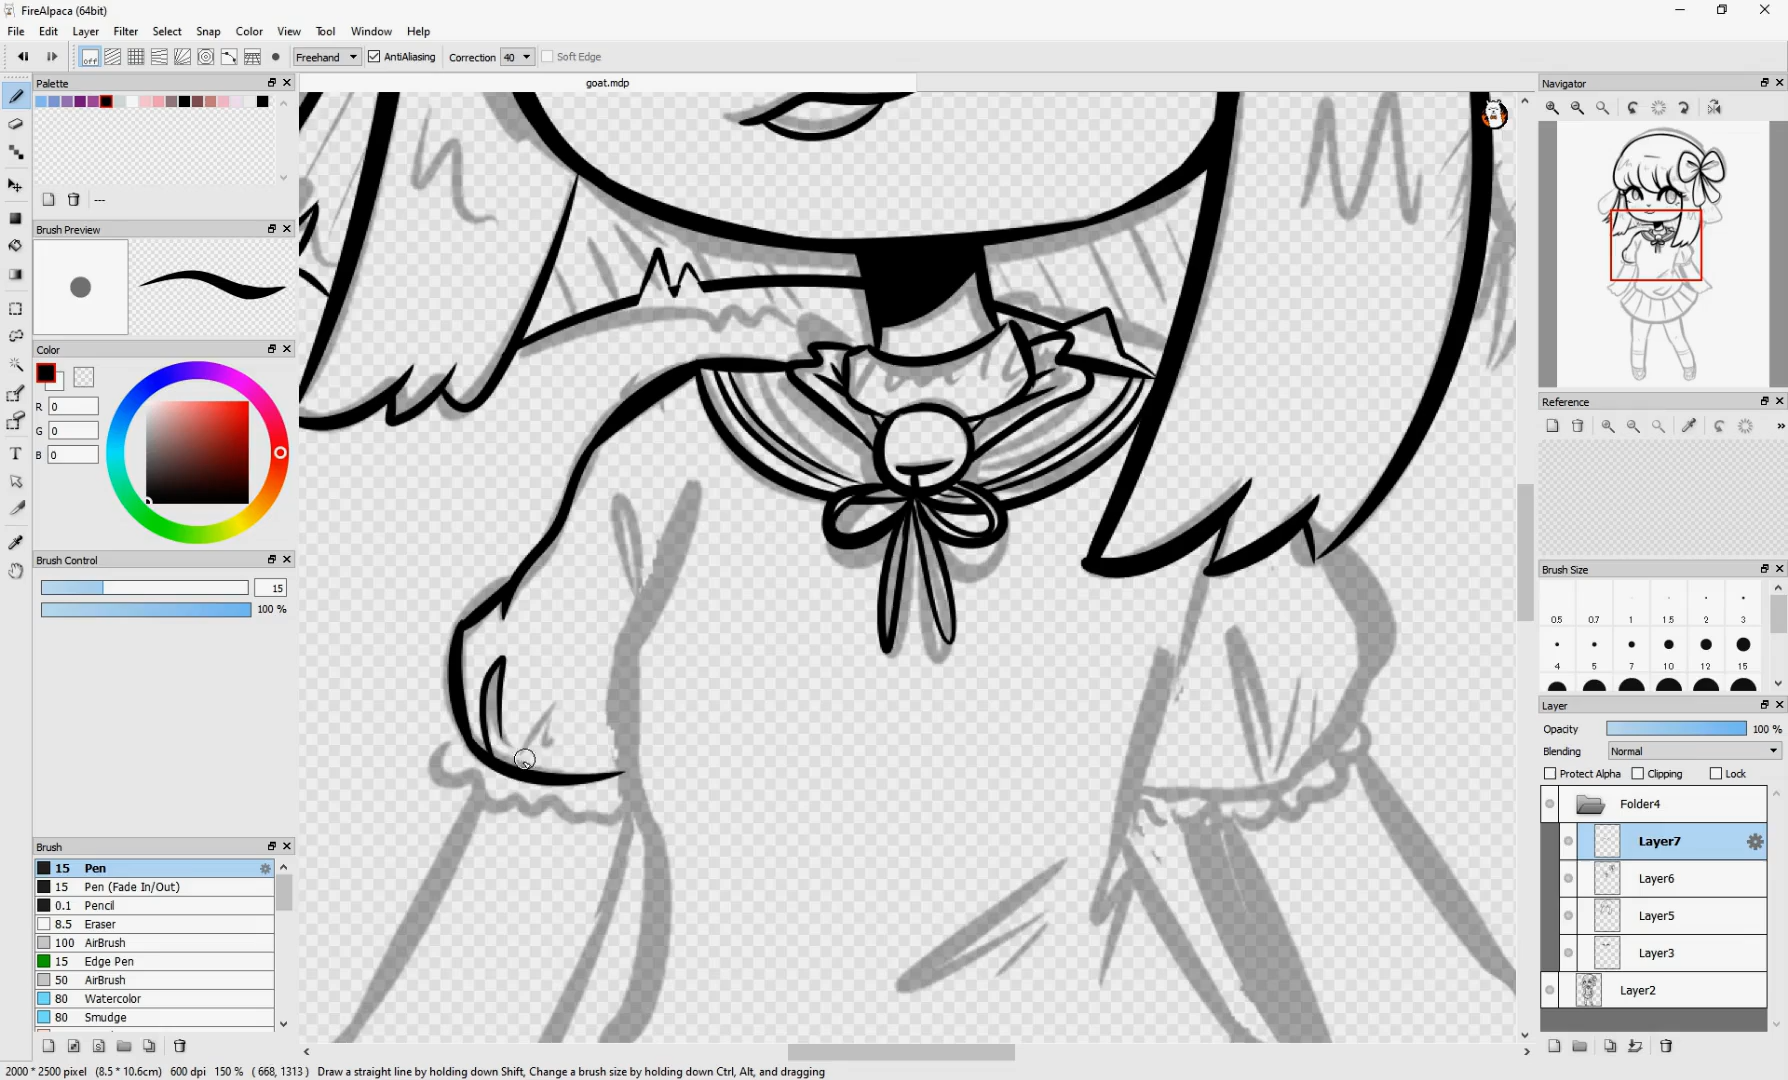 FireAlpaca (64bit)
File Edit Layer Filter Select Snap Color View Tool Window Help
off Freehand AntiAliasing Correction 40 Soft Edge
Palette
goat.mdp
Navigator
---
Brush Preview
Color
R 0
G 0
B 0
Reference
»
Brush Control
15
100 %
Brush Size
0.5 0.7 1 1.5 2 3
4 5 7 10 12 15
Layer
Opacity 100 %
Blending Normal
Protect Alpha Clipping Lock
Folder4
Layer7
Layer6
Layer5
Layer3
Layer2
Brush
15 Pen
15 Pen (Fade In/Out)
0.1 Pencil
8.5 Eraser
100 AirBrush
15 Edge Pen
50 AirBrush
80 Watercolor
80 Smudge
2000 * 2500 pixel (8.5 * 10.6cm) 600 dpi 150 % ( 668, 1313 ) Draw a straight line by holding down Shift, Change a brush size by holding down Ctrl, Alt, and dragging